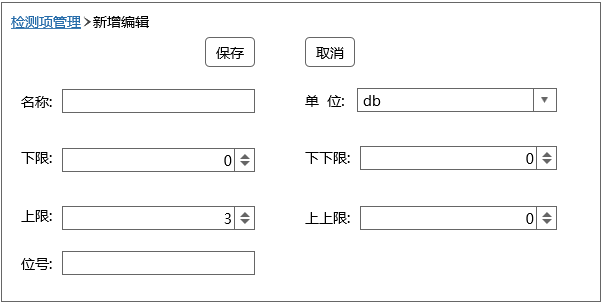 检测项管理>新增编辑
保存 取消
名称: 单 位: db
下限: 0 下下限: 0
上限: 3 上上限: 0
位号: